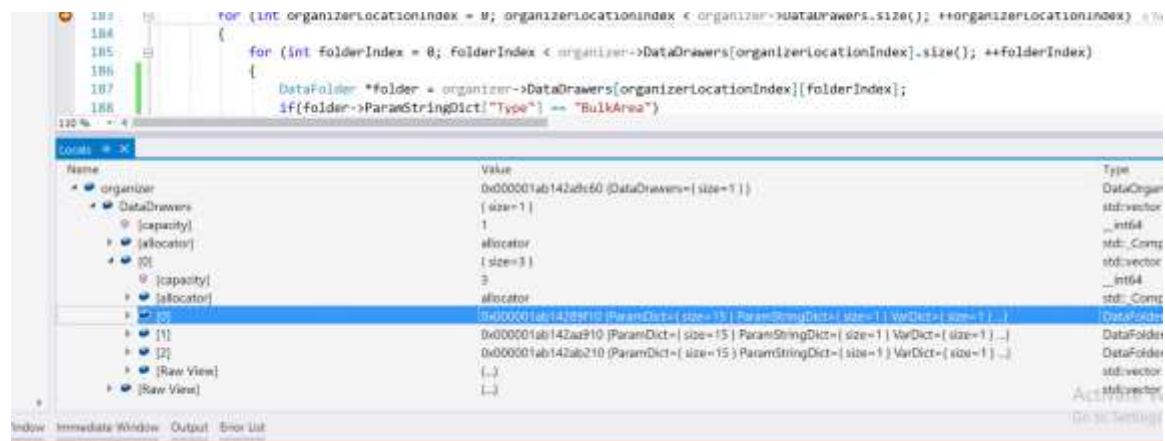 183 for (int organizerLocationIndex = 0; organizerLocationIndex < organizer->DataDrawers.size(); ++organizerLocationIndex)
184 {
185 for (int folderIndex = 0; folderIndex < organizer->DataDrawers[organizerLocationIndex].size(); ++folderIndex)
186 {
187 DataFolder *folder = organizer->DataDrawers[organizerLocationIndex][folderIndex];
188 if(folder->ParamStringDict["Type"] == "BulkArea")
110 %
Locals
Name Value Type
organizer 0x000001ab142a9c60 {DataDrawers={ size=1 } } DataOrgan
DataDrawers { size=1 } std::vector
[capacity] 1 __int64
[allocator] allocator std::_Comp
[0] { size=3 } std::vector
[capacity] 3 __int64
[allocator] allocator std::_Comp
[0] 0x000001ab14289f10 {ParamDict={ size=15 } ParamStringDict={ size=1 } VarDict={ size=1 } ...} DataFolder
[1] 0x000001ab142aa910 {ParamDict={ size=15 } ParamStringDict={ size=1 } VarDict={ size=1 } ...} DataFolder
[2] 0x000001ab142ab210 {ParamDict={ size=15 } ParamStringDict={ size=1 } VarDict={ size=1 } ...} DataFolder
[Raw View] {...} std::vector
[Raw View] {...} std::vector
Go to Settings
Immediate Window Output Error List